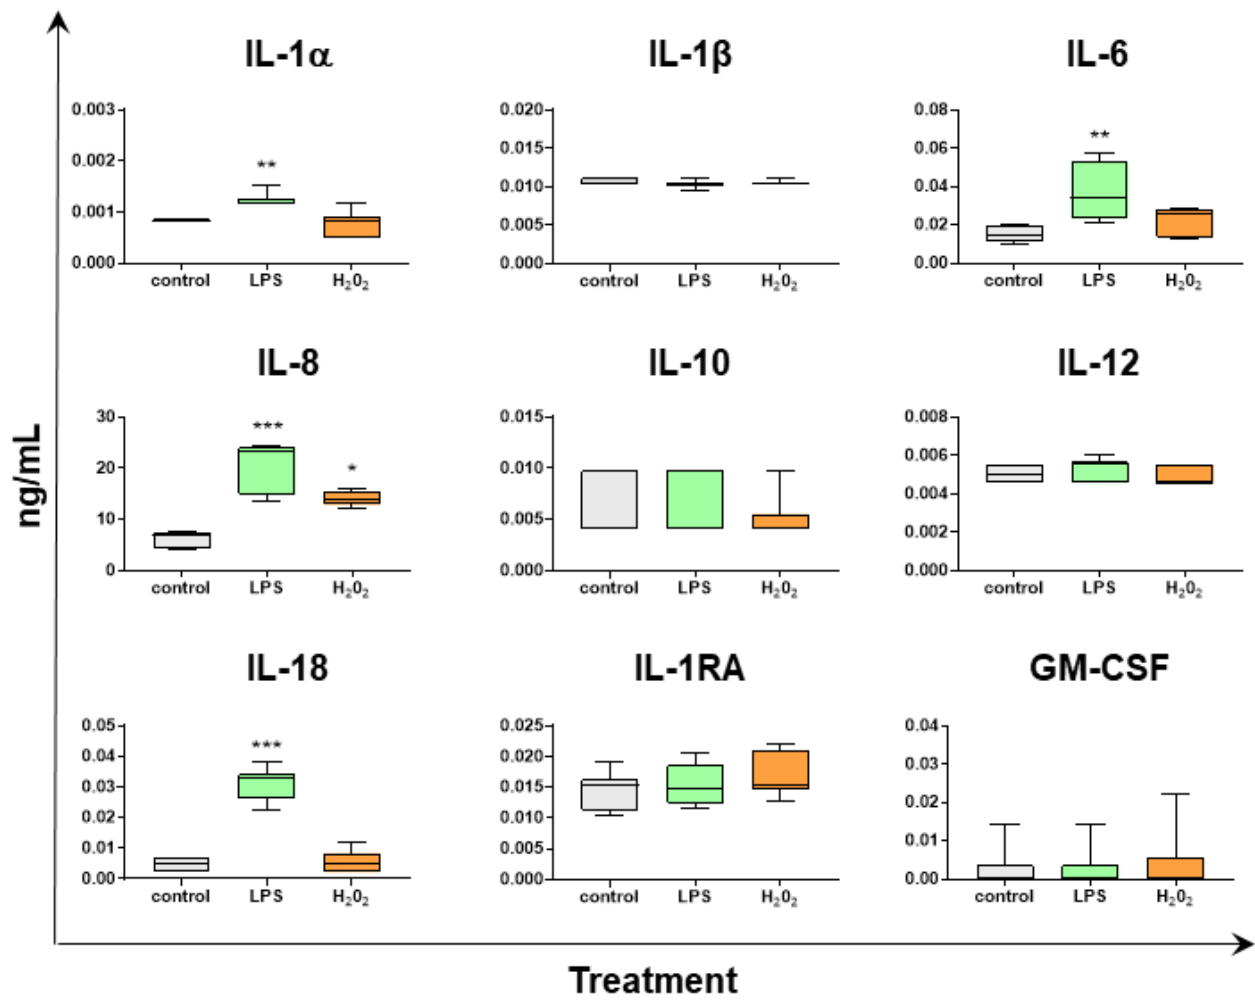 IL-1α
0.003
0.002
0.001
0.000
**
control LPS H₂0₂
IL-1β
0.020
0.015
0.010
0.005
0.000
control LPS H₂0₂
IL-6
0.08
0.06
0.04
0.02
0.00
**
control LPS H₂0₂
IL-8
30
20
10
0
***
*
control LPS H₂0₂
IL-10
0.015
0.010
0.005
0.000
control LPS H₂0₂
IL-12
0.008
0.006
0.004
0.002
0.000
control LPS H₂0₂
IL-18
0.05
0.04
0.03
0.02
0.01
0.00
***
control LPS H₂0₂
IL-1RA
0.025
0.020
0.015
0.010
0.005
0.000
control LPS H₂0₂
GM-CSF
0.04
0.03
0.02
0.01
0.00
control LPS H₂0₂
ng/mL
Treatment